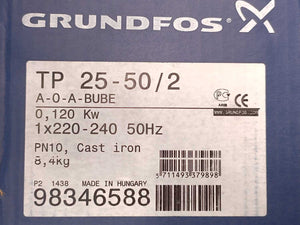 GRUNDFOS
TP 25-50/2
A-O-A-BUBE
0,120 Kw
1x220-240 50Hz
PN10, Cast iron
8,4kg
GRUNDFOS
5 711493 379898
P2 1438 MADE IN HUNGARY
98346588